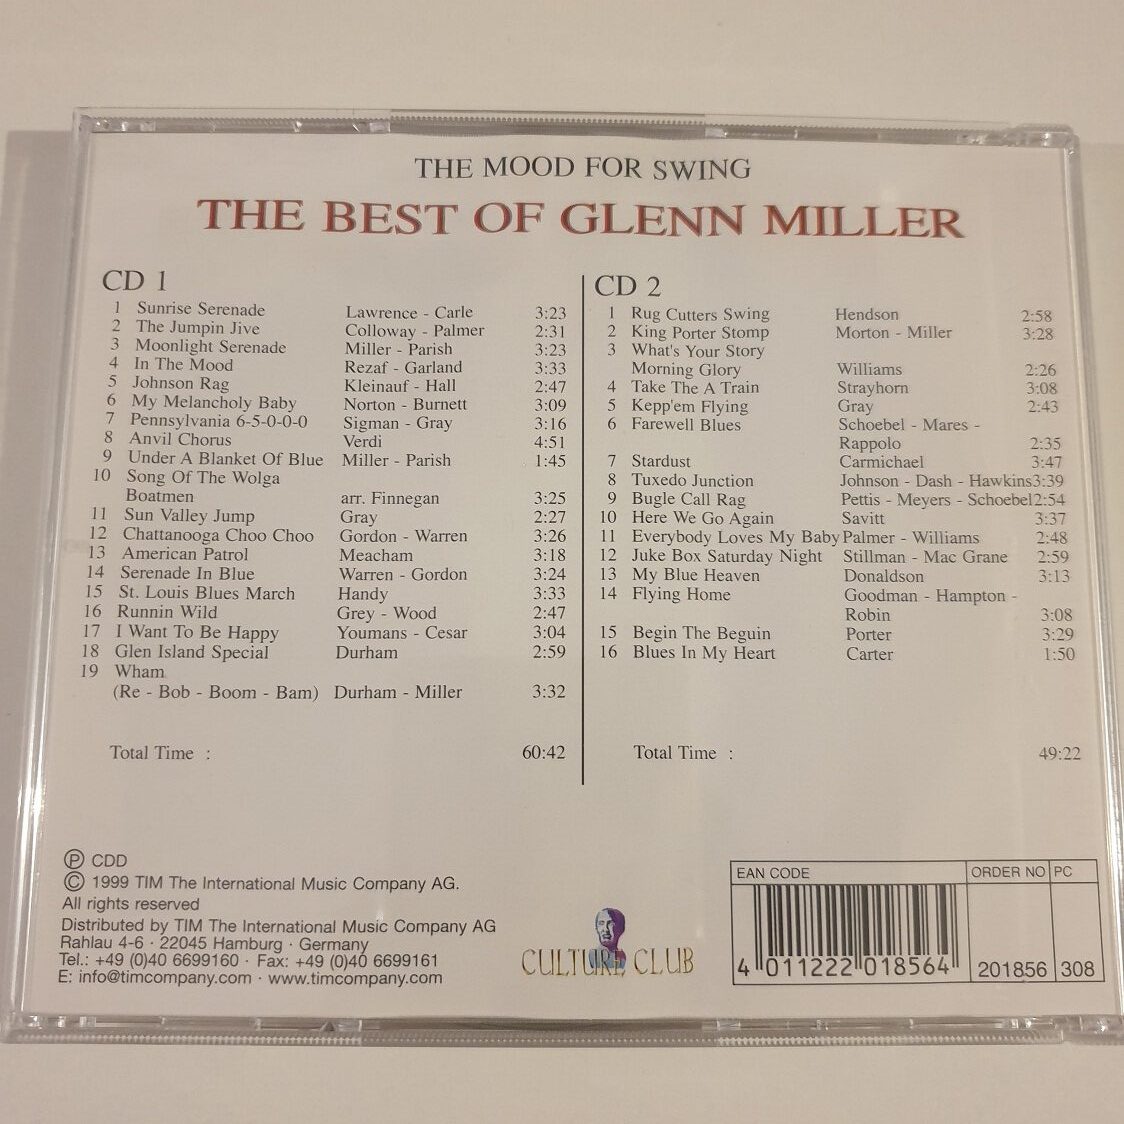 THE MOOD FOR SWING
THE BEST OF GLENN MILLER
CD 1
1 Sunrise Serenade Lawrence - Carle 3:23
2 The Jumpin Jive Colloway - Palmer 2:31
3 Moonlight Serenade Miller - Parish 3:23
4 In The Mood Rezaf - Garland 3:33
5 Johnson Rag Kleinauf - Hall 2:47
6 My Melancholy Baby Norton - Burnett 3:09
7 Pennsylvania 6-5-0-0-0 Sigman - Gray 3:16
8 Anvil Chorus Verdi 4:51
9 Under A Blanket Of Blue Miller - Parish 1:45
10 Song Of The Wolga
Boatmen arr. Finnegan 3:25
11 Sun Valley Jump Gray 2:27
12 Chattanooga Choo Choo Gordon - Warren 3:26
13 American Patrol Meacham 3:18
14 Serenade In Blue Warren - Gordon 3:24
15 St. Louis Blues March Handy 3:33
16 Runnin Wild Grey - Wood 2:47
17 I Want To Be Happy Youmans - Cesar 3:04
18 Glen Island Special Durham 2:59
19 Wham
(Re - Bob - Boom - Bam) Durham - Miller 3:32
Total Time : 60:42
CD 2
1 Rug Cutters Swing Hendson 2:58
2 King Porter Stomp Morton - Miller 3:28
3 What's Your Story
Morning Glory Williams 2:26
4 Take The A Train Strayhorn 3:08
5 Kepp'em Flying Gray 2:43
6 Farewell Blues Schoebel - Mares -
Rappolo 2:35
7 Stardust Carmichael 3:47
8 Tuxedo Junction Johnson - Dash - Hawkins 3:39
9 Bugle Call Rag Pettis - Meyers - Schoebel 2:54
10 Here We Go Again Savitt 3:37
11 Everybody Loves My Baby Palmer - Williams 2:48
12 Juke Box Saturday Night Stillman - Mac Grane 2:59
13 My Blue Heaven Donaldson 3:13
14 Flying Home Goodman - Hampton -
Robin 3:08
15 Begin The Beguin Porter 3:29
16 Blues In My Heart Carter 1:50
Total Time : 49:22
Ⓟ CDD
© 1999 TIM The International Music Company AG.
All rights reserved
Distributed by TIM The International Music Company AG
Rahlau 4-6 · 22045 Hamburg · Germany
Tel.: +49 (0)40 6699160 · Fax: +49 (0)40 6699161
E: info@timcompany.com · www.timcompany.com
CULTURE CLUB
EAN CODE ORDER NO PC
4 011222 018564 201856 308